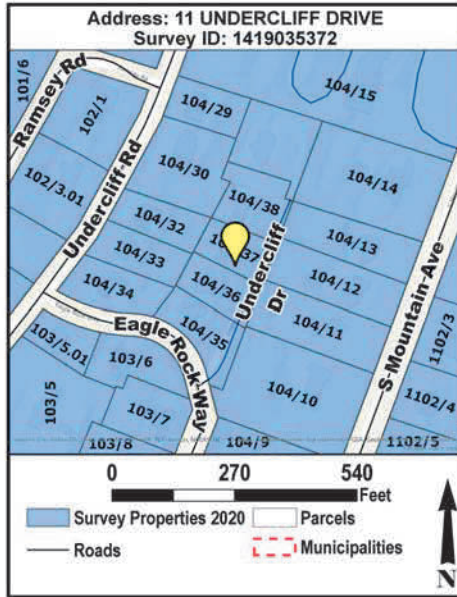 Address: 11 UNDERCLIFF DRIVE
Survey ID: 1419035372
101/6
Ramsey Rd
102/1
104/29
104/15
102/3.01
Undercliff Rd
104/30
104/14
104/38
104/32
104/13
104/37
104/33
104/36
Undercliff Dr
104/12
104/34
104/35
104/11
S Mountain Ave
1102/3
Eagle Rock Way
103/5.01
103/6
103/5
103/7
104/10
1102/4
103/8
104/9
1102/5
0 270 540
Feet
Survey Properties 2020
Parcels
Roads
Municipalities
N